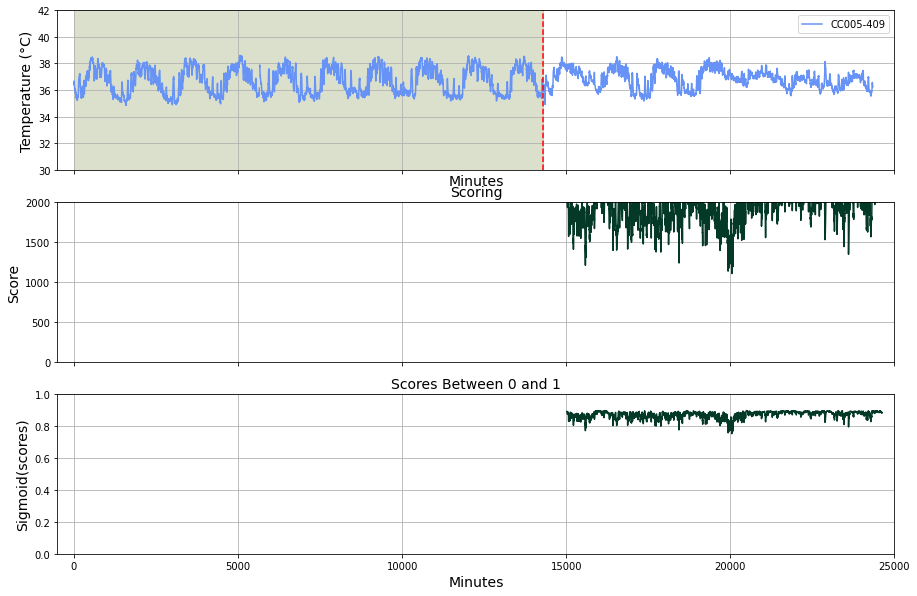 42
40
38
36
34
32
30
Temperature (°C)
CC005-409
Minutes
Scoring
2000
1500
1000
500
0
Score
Scores Between 0 and 1
1.0
0.8
0.6
0.4
0.2
0.0
Sigmoid(scores)
0 5000 10000 15000 20000 25000
Minutes